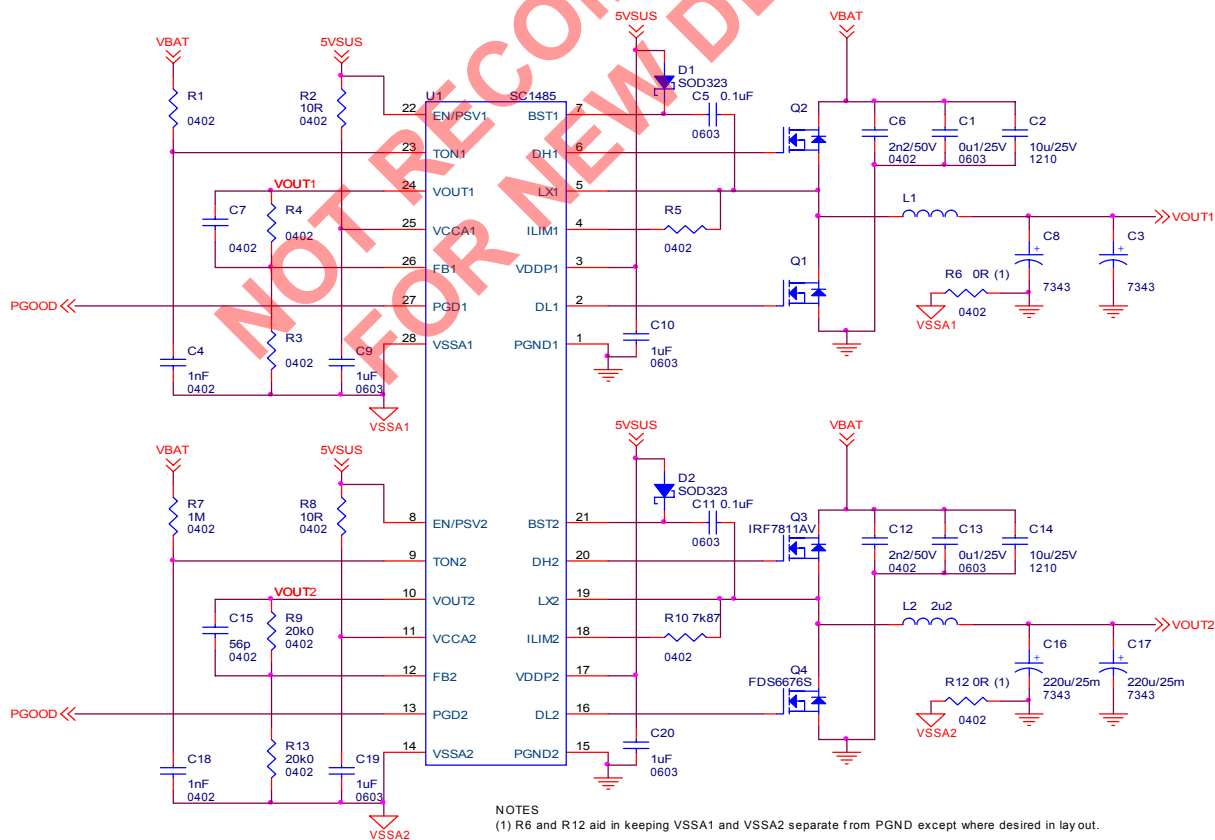 NOT RECOM
FOR NEW DE
VBAT
5VSUS
5VSUS
VBAT
R1
0402
R2
10R
0402
U1
SC1485
D1
SOD323
C5 0.1uF
0603
Q2
C6
2n2/50V
0402
C1
0u1/25V
0603
C2
10u/25V
1210
22 EN/PSV1
BST1 7
23 TON1
DH1 6
VOUT1
24 VOUT1
LX1 5
C7
0402
R4
0402
25 VCCA1
ILIM1 4
R5
0402
L1
VOUT1
26 FB1
VDDP1 3
C8
7343
C3
7343
PGOOD
27 PGD1
DL1 2
Q1
R6 0R (1)
0402
VSSA1
28 VSSA1
PGND1 1
R3
0402
C10
1uF
0603
C4
1nF
0402
C9
1uF
0603
VSSA1
VBAT
5VSUS
5VSUS
VBAT
R7
1M
0402
R8
10R
0402
D2
SOD323
C11 0.1uF
0603
Q3
IRF7811AV
C12
2n2/50V
0402
C13
0u1/25V
0603
C14
10u/25V
1210
8 EN/PSV2
BST2 21
9 TON2
DH2 20
VOUT2
10 VOUT2
LX2 19
C15
56p
0402
R9
20k0
0402
11 VCCA2
ILIM2 18
R10 7k87
0402
L2 2u2
VOUT2
12 FB2
VDDP2 17
C16
220u/25m
7343
C17
220u/25m
7343
PGOOD
13 PGD2
DL2 16
Q4
FDS6676S
R12 0R (1)
0402
VSSA2
14 VSSA2
PGND2 15
R13
20k0
0402
C20
1uF
0603
C18
1nF
0402
C19
1uF
0603
VSSA2
NOTES
(1) R6 and R12 aid in keeping VSSA1 and VSSA2 separate from PGND except where desired in layout.